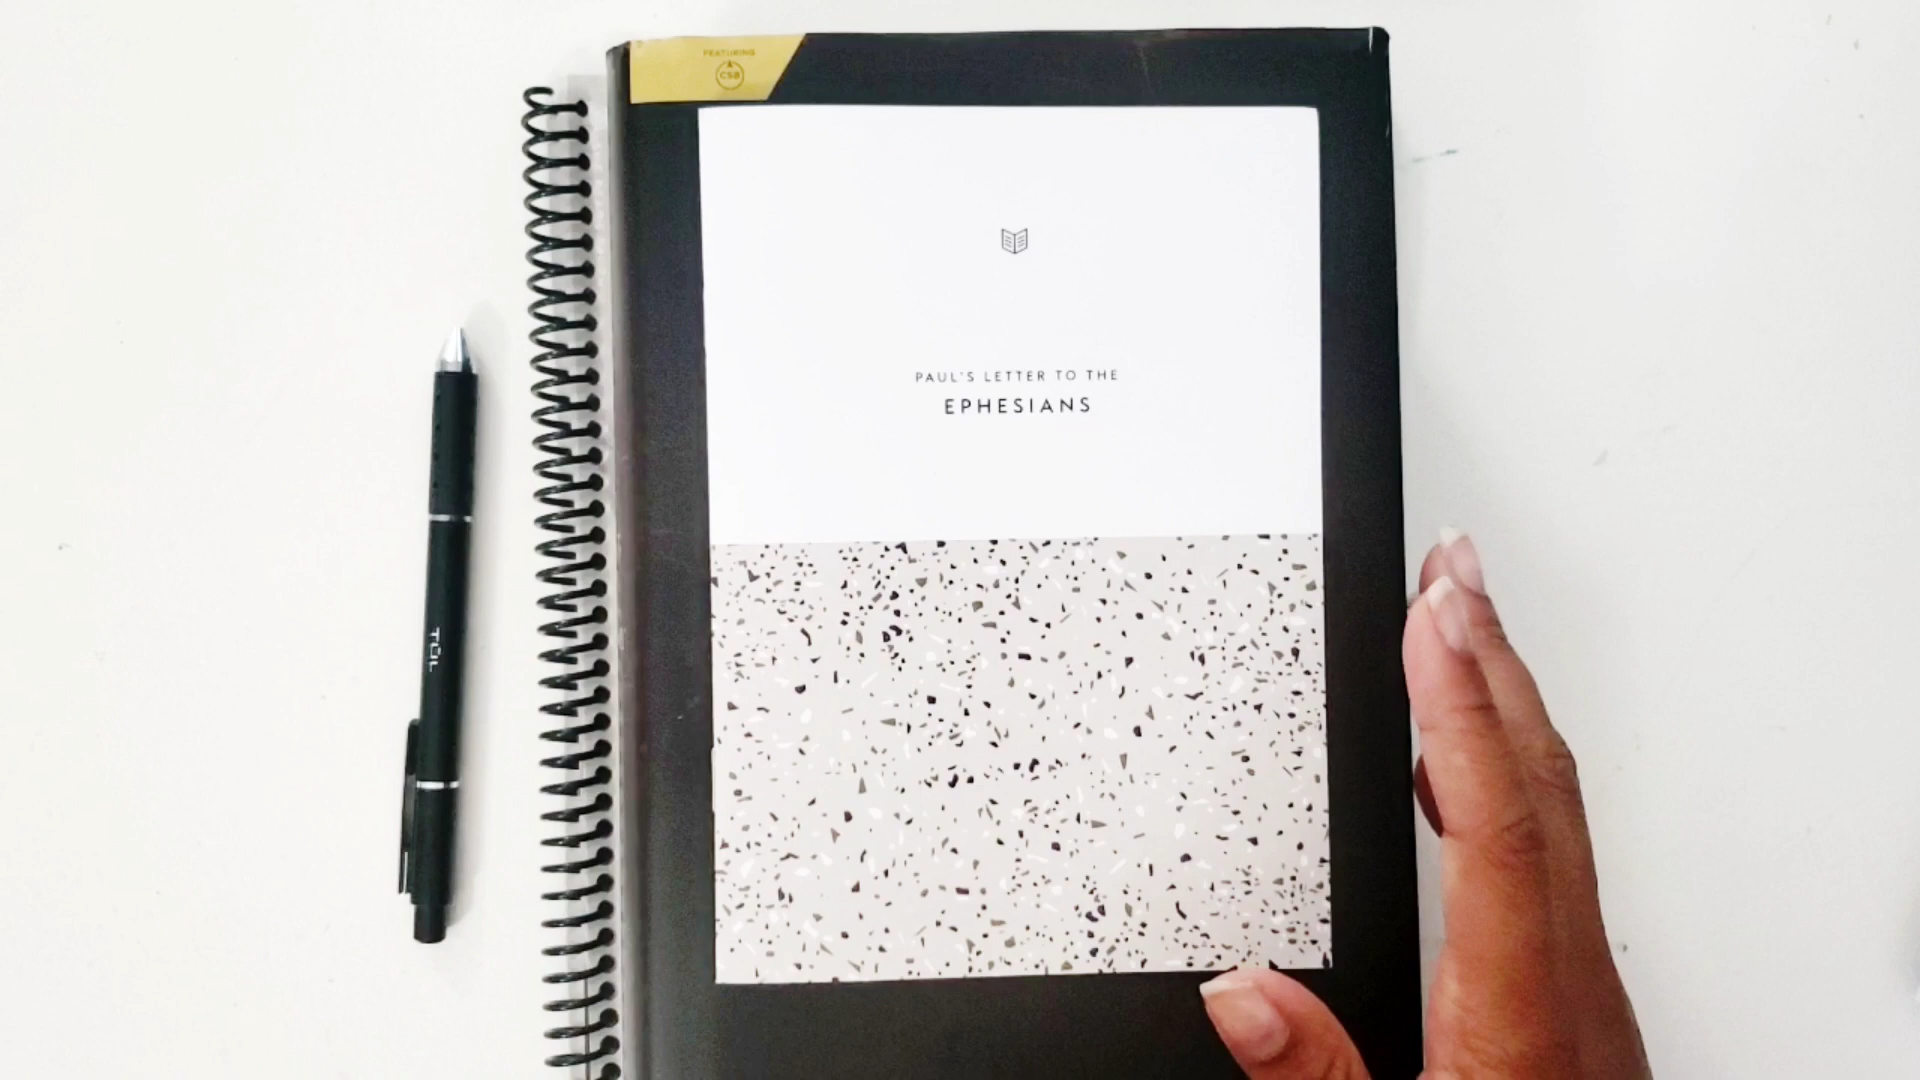 FEATURING
CSB
PAUL'S LETTER TO THE
EPHESIANS
TUL